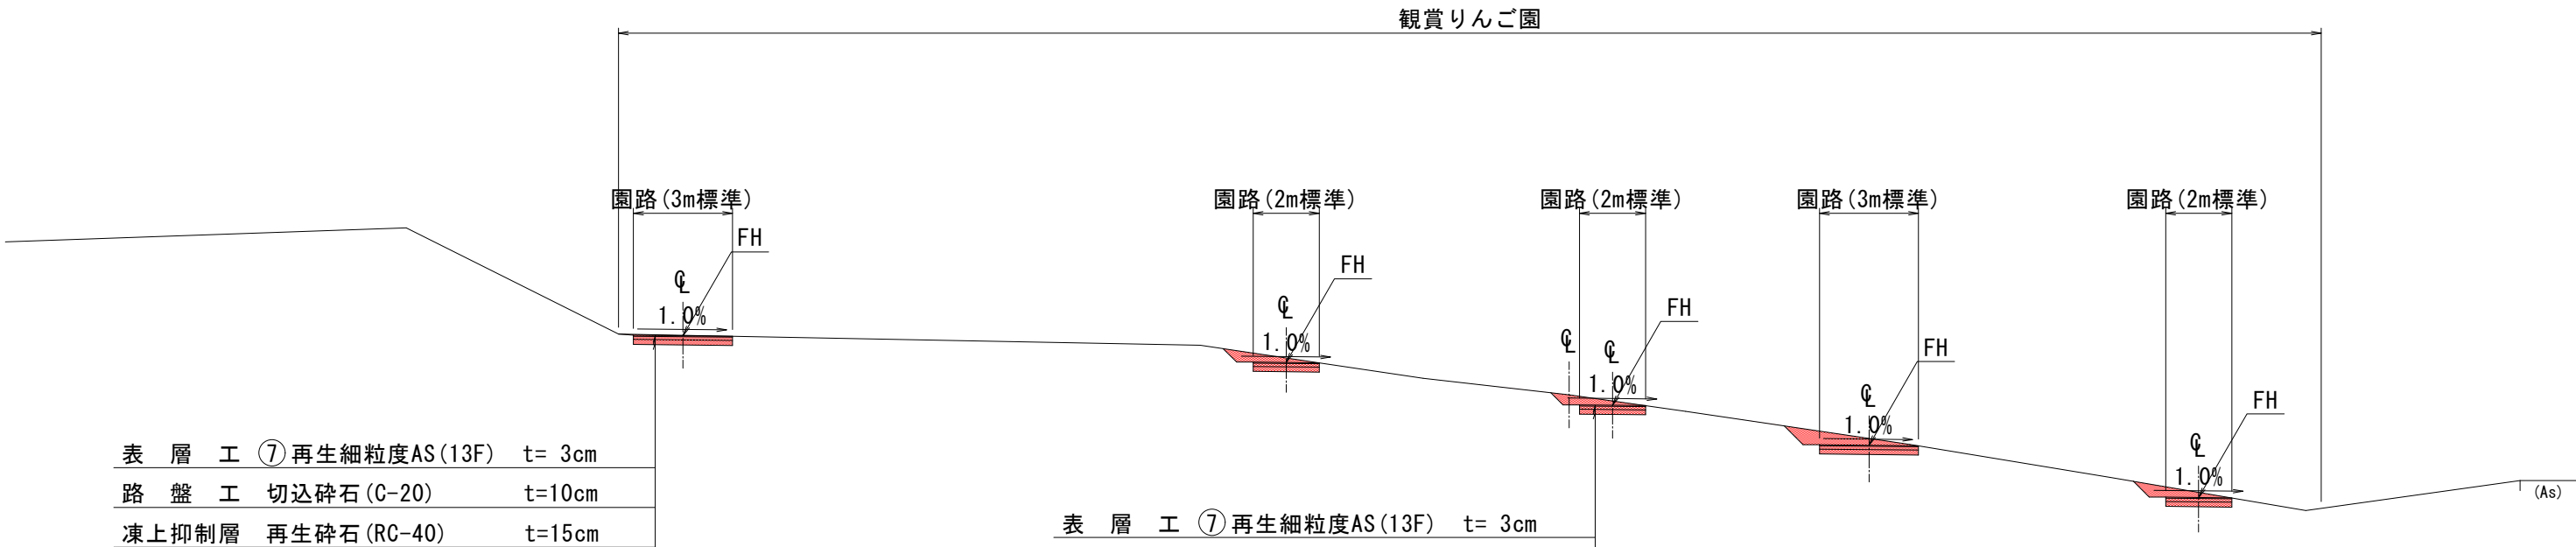 観賞りんご園
園路(3m標準)
園路(2m標準)
園路(2m標準)
園路(3m標準)
園路(2m標準)
FH
FH
FH
FH
FH
℄
℄
℄
℄
℄
℄
1.0%
1.0%
1.0%
1.0%
1.0%
(As)
表 層 工 ⑦再生細粒度AS(13F) t= 3cm
路 盤 工 切込砕石(C-20) t=10cm
凍上抑制層 再生砕石(RC-40) t=15cm
表 層 工 ⑦再生細粒度AS(13F) t= 3cm